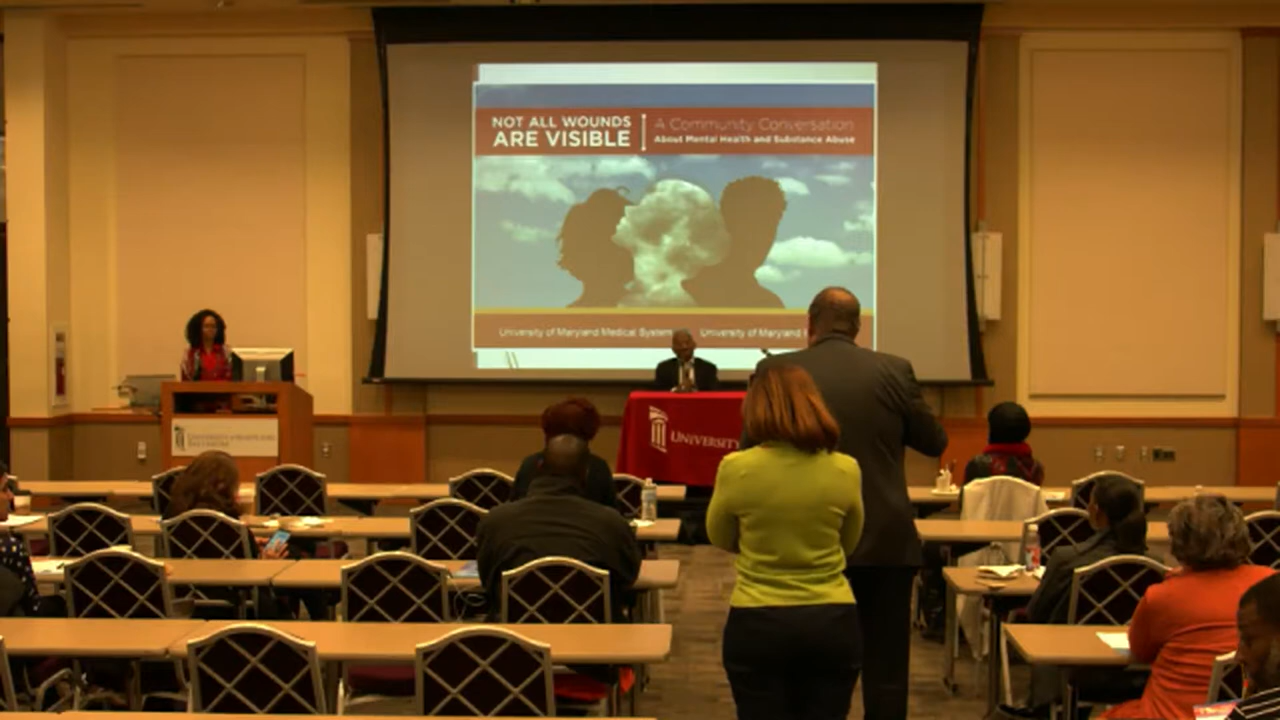 NOT ALL WOUNDS
ARE VISIBLE
A Community Conversation
About Mental Health and Substance Abuse
University of Maryland Medical System
University of Maryland
UNIVERSITY